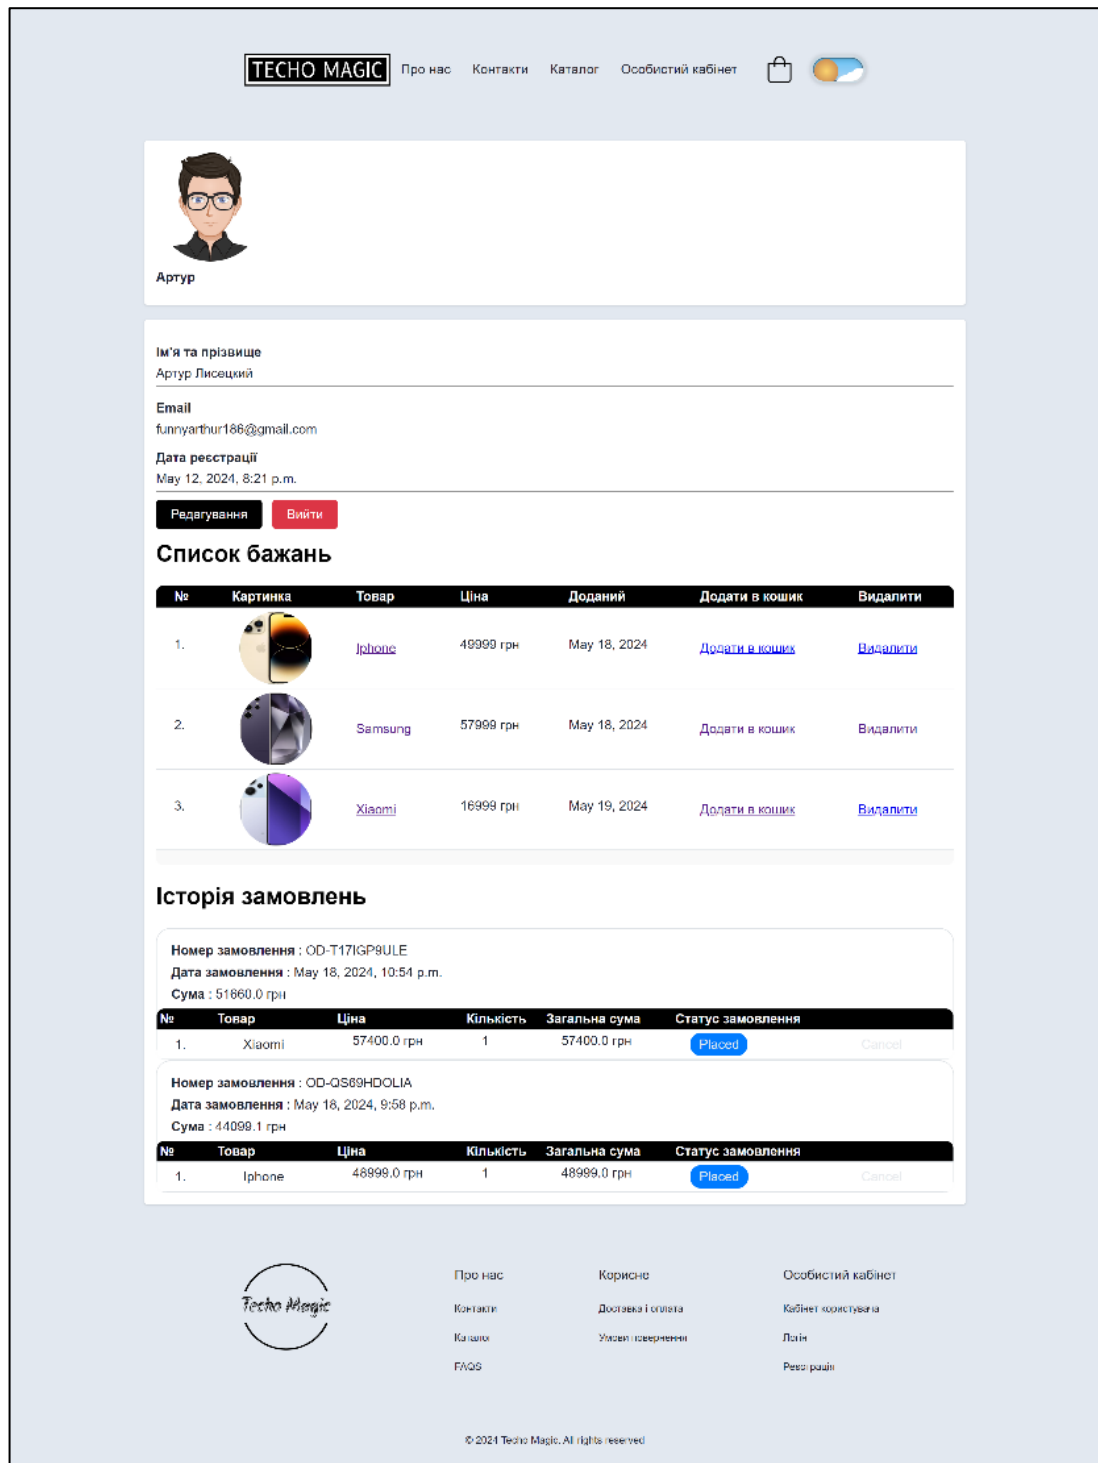 TECHO MAGIC Про нас Контакти Каталог Особистий кабінет
Артур
Ім'я та прізвище
Артур Лисецкий
Email
funnyarthur186@gmail.com
Дата реєстрації
May 12, 2024, 8:21 p.m.
Редагування Вийти
Список бажань
№ Картинка Товар Ціна Доданий Додати в кошик Видалити
1. Iphone 49999 грн May 18, 2024 Додати в кошик Видалити
2. Samsung 57999 грн May 18, 2024 Додати в кошик Видалити
3. Xiaomi 16999 грн May 19, 2024 Додати в кошик Видалити
Історія замовлень
Номер замовлення : OD-T17IGP9ULE
Дата замовлення : May 18, 2024, 10:54 p.m.
Сума : 51660.0 грн
№ Товар Ціна Кількість Загальна сума Статус замовлення
1. Xiaomi 57400.0 грн 1 57400.0 грн Placed Cancel
Номер замовлення : OD-QS69HDOLIA
Дата замовлення : May 18, 2024, 9:58 p.m.
Сума : 44099.1 грн
№ Товар Ціна Кількість Загальна сума Статус замовлення
1. Iphone 48999.0 грн 1 48999.0 грн Placed Cancel
Techo Magic
Про нас Корисне Особистий кабінет
Контакти Доставка і оплата Кабінет користувача
Каталог Умови повернення Логін
FAQS Реєстрація
© 2024 Techo Magic. All rights reserved